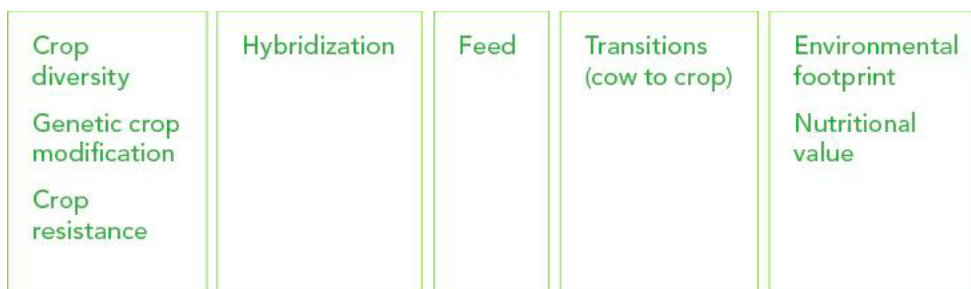 Crop
diversity
Genetic crop
modification
Crop
resistance
Hybridization
Feed
Transitions
(cow to crop)
Environmental
footprint
Nutritional
value